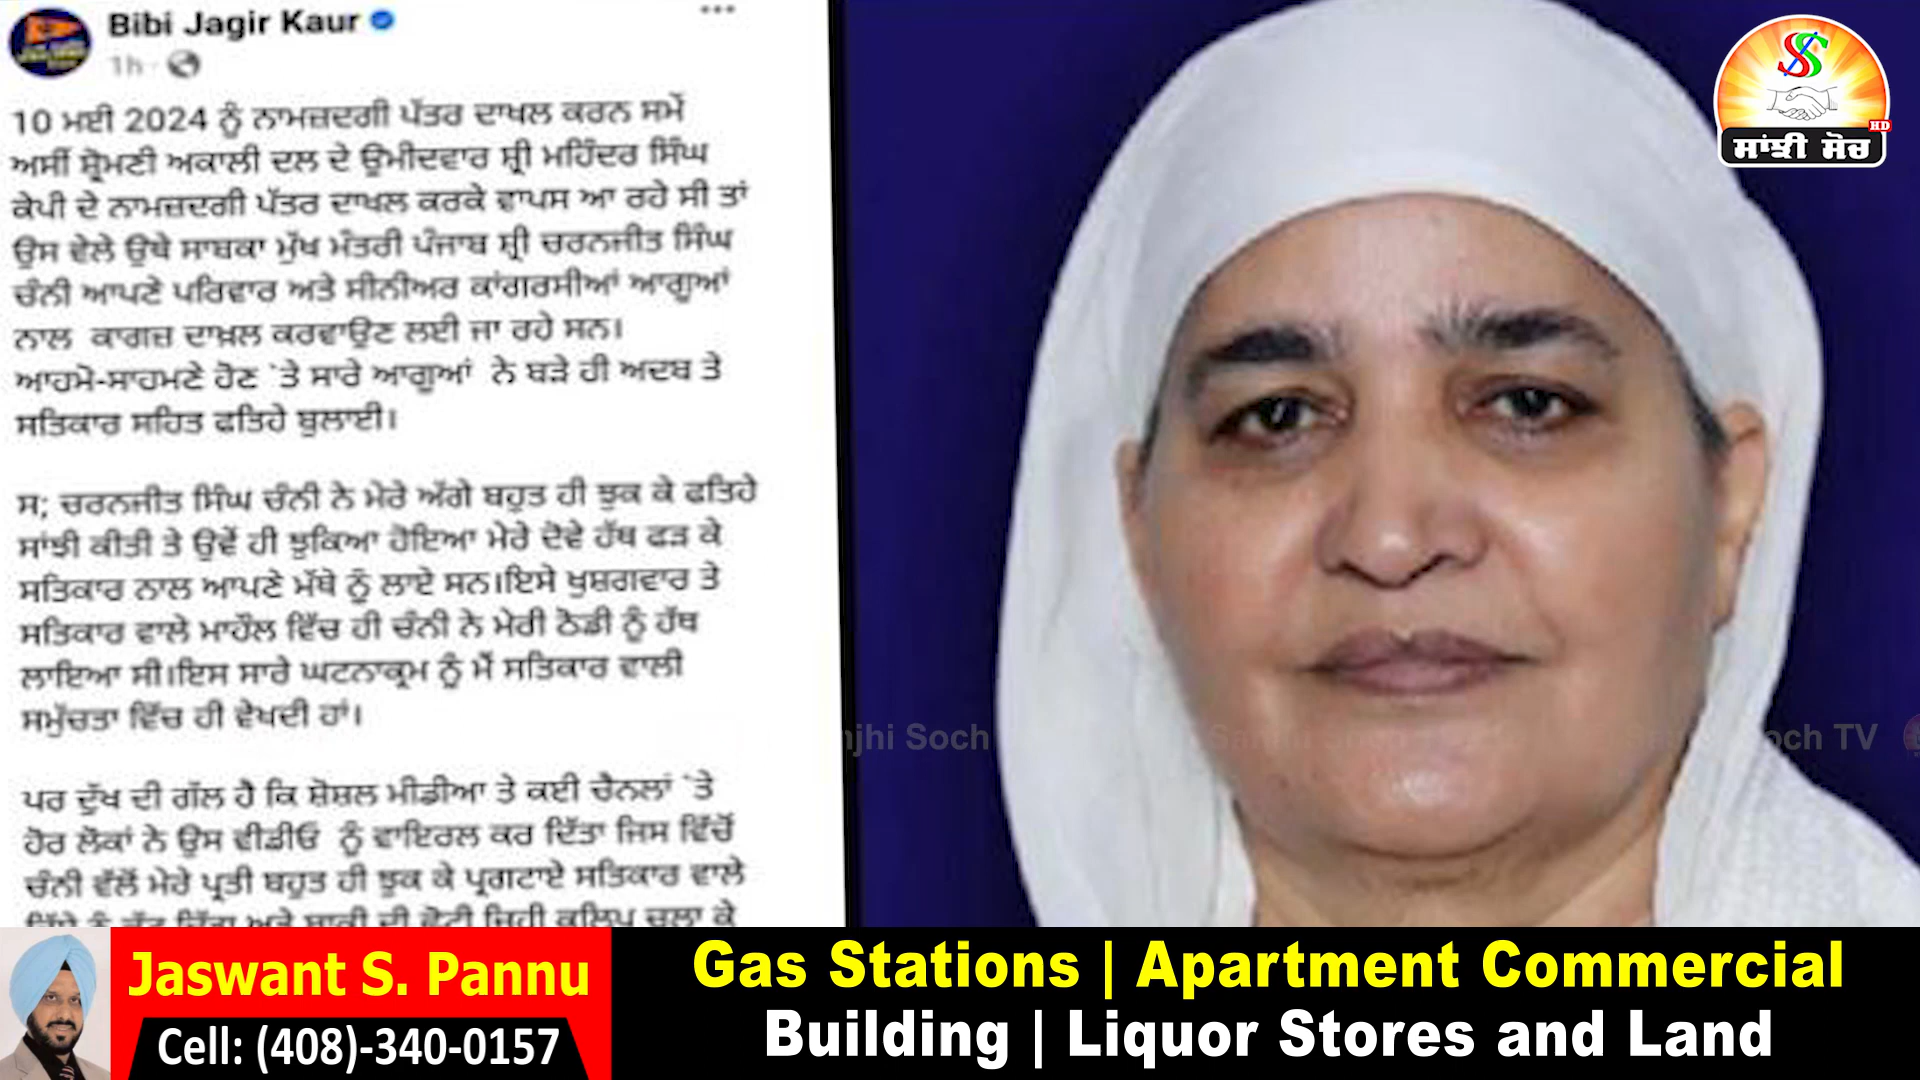 Bibi Jagir Kaur
1h
10 ਮਈ 2024 ਨੂੰ ਨਾਮਜ਼ਦਗੀ ਪੱਤਰ ਦਾਖਲ ਕਰਨ ਸਮੇਂ
ਅਸੀਂ ਸ਼੍ਰੋਮਣੀ ਅਕਾਲੀ ਦਲ ਦੇ ਉਮੀਦਵਾਰ ਸ਼੍ਰੀ ਮਹਿੰਦਰ ਸਿੰਘ
ਕੇਪੀ ਦੇ ਨਾਮਜ਼ਦਗੀ ਪੱਤਰ ਦਾਖਲ ਕਰਕੇ ਵਾਪਸ ਆ ਰਹੇ ਸੀ ਤਾਂ
ਉਸ ਵੇਲੇ ਉਥੇ ਸਾਬਕਾ ਮੁੱਖ ਮੰਤਰੀ ਪੰਜਾਬ ਸ਼੍ਰੀ ਚਰਨਜੀਤ ਸਿੰਘ
ਚੰਨੀ ਆਪਣੇ ਪਰਿਵਾਰ ਅਤੇ ਸੀਨੀਅਰ ਕਾਂਗਰਸੀਆਂ ਆਗੂਆਂ
ਨਾਲ ਕਾਗਜ਼ ਦਾਖ਼ਲ ਕਰਵਾਉਣ ਲਈ ਜਾ ਰਹੇ ਸਨ।
ਆਹਮੋ-ਸਾਹਮਣੇ ਹੋਣ `ਤੇ ਸਾਰੇ ਆਗੂਆਂ ਨੇ ਬੜੇ ਹੀ ਅਦਬ ਤੇ
ਸਤਿਕਾਰ ਸਹਿਤ ਫਤਿਹੇ ਬੁਲਾਈ।
ਸ; ਚਰਨਜੀਤ ਸਿੰਘ ਚੰਨੀ ਨੇ ਮੇਰੇ ਅੱਗੇ ਬਹੁਤ ਹੀ ਝੁਕ ਕੇ ਫਤਿਹੇ
ਸਾਂਝੀ ਕੀਤੀ ਤੇ ਉਵੇਂ ਹੀ ਝੁਕਿਆ ਹੋਇਆ ਮੇਰੇ ਦੋਵੇ ਹੱਥ ਫੜ ਕੇ
ਸਤਿਕਾਰ ਨਾਲ ਆਪਣੇ ਮੱਥੇ ਨੂੰ ਲਾਏ ਸਨ।ਇਸੇ ਖੁਸ਼ਗਵਾਰ ਤੇ
ਸਤਿਕਾਰ ਵਾਲੇ ਮਾਹੌਲ ਵਿੱਚ ਹੀ ਚੰਨੀ ਨੇ ਮੇਰੀ ਠੋਡੀ ਨੂੰ ਹੱਥ
ਲਾਇਆ ਸੀ।ਇਸ ਸਾਰੇ ਘਟਨਾਕ੍ਰਮ ਨੂੰ ਮੈਂ ਸਤਿਕਾਰ ਵਾਲੀ
ਸਮੁੱਚਤਾ ਵਿੱਚ ਹੀ ਵੇਖਦੀ ਹਾਂ।
ਪਰ ਦੁੱਖ ਦੀ ਗੱਲ ਹੈ ਕਿ ਸ਼ੋਸ਼ਲ ਮੀਡੀਆ ਤੇ ਕਈ ਚੈਨਲਾਂ `ਤੇ
ਹੋਰ ਲੋਕਾਂ ਨੇ ਉਸ ਵੀਡੀਓ ਨੂੰ ਵਾਇਰਲ ਕਰ ਦਿੱਤਾ ਜਿਸ ਵਿੱਚੋਂ
ਚੰਨੀ ਵੱਲੋਂ ਮੇਰੇ ਪ੍ਰਤੀ ਬਹੁਤ ਹੀ ਝੁਕ ਕੇ ਪ੍ਰਗਟਾਏ ਸਤਿਕਾਰ ਵਾਲੇ
ਸਾਂਝੀ ਸੋਚ
HD
Soch
och TV
Jaswant S. Pannu
Cell: (408)-340-0157
Gas Stations | Apartment Commercial
Building | Liquor Stores and Land